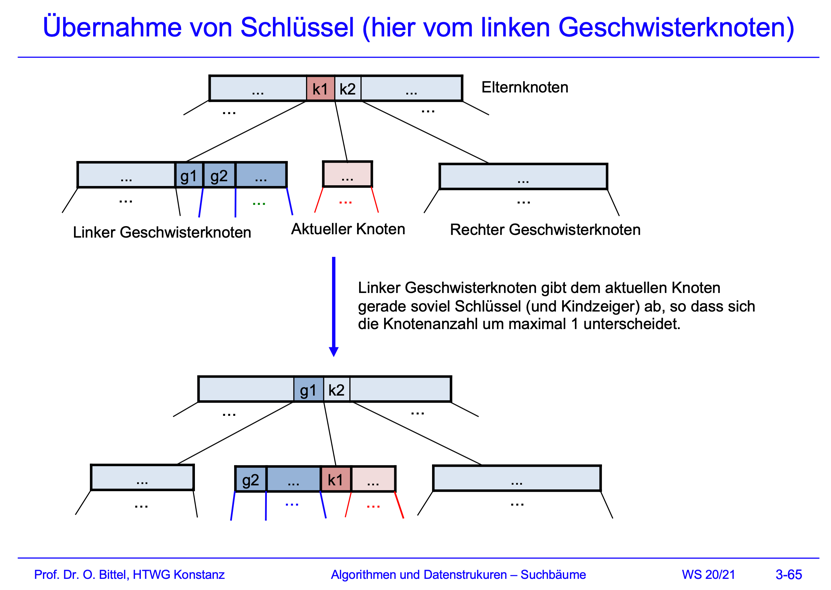 Übernahme von Schlüssel (hier vom linken Geschwisterknoten)
... k1 k2 ... Elternknoten
... ...
... g1 g2 ... ... ...
... ... ... ...
Linker Geschwisterknoten Aktueller Knoten Rechter Geschwisterknoten
Linker Geschwisterknoten gibt dem aktuellen Knoten
gerade soviel Schlüssel (und Kindzeiger) ab, so dass sich
die Knotenanzahl um maximal 1 unterscheidet.
g1 k2
... ...
... g2 ... k1 ... ...
... ... ... ...
Prof. Dr. O. Bittel, HTWG Konstanz Algorithmen und Datenstrukuren – Suchbäume WS 20/21 3-65